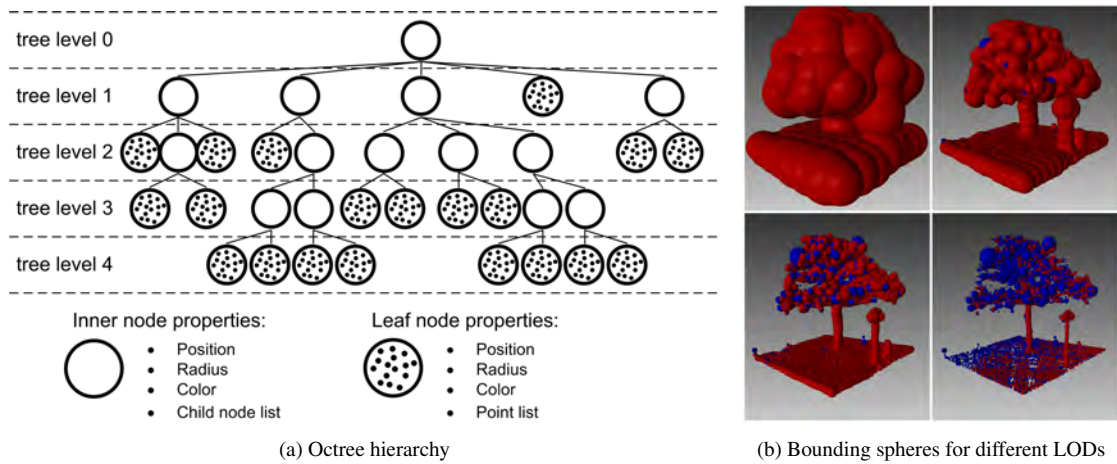 tree level 0
tree level 1
tree level 2
tree level 3
tree level 4
Inner node properties:
• Position
• Radius
• Color
• Child node list
Leaf node properties:
• Position
• Radius
• Color
• Point list
(a) Octree hierarchy
(b) Bounding spheres for different LODs